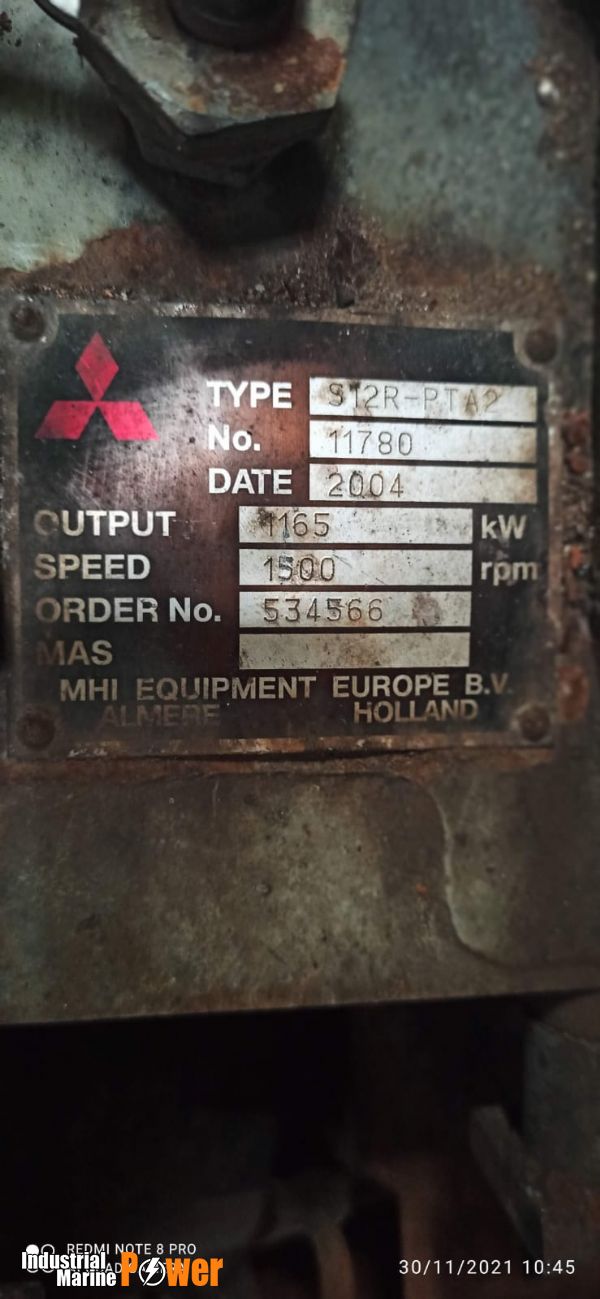 TYPE S12R-PTA2
No. 11780
DATE 2004
OUTPUT 1165 kW
SPEED 1500 rpm
ORDER No. 534566
MAS
MHI EQUIPMENT EUROPE B.V.
ALMERE HOLLAND
REDMI NOTE 8 PRO
Industrial
Marine Power
30/11/2021 10:45